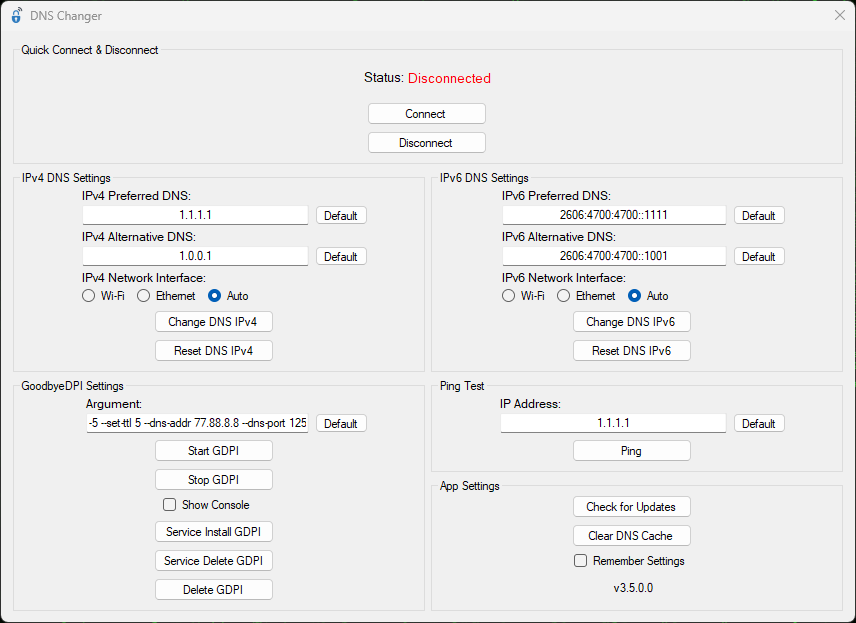 DNS Changer
Quick Connect & Disconnect
Status: Disconnected
Connect
Disconnect
IPv4 DNS Settings
IPv4 Preferred DNS:
1.1.1.1
Default
IPv4 Alternative DNS:
1.0.0.1
Default
IPv4 Network Interface:
Wi-Fi Ethernet Auto
Change DNS IPv4
Reset DNS IPv4
IPv6 DNS Settings
IPv6 Preferred DNS:
2606:4700:4700::1111
Default
IPv6 Alternative DNS:
2606:4700:4700::1001
Default
IPv6 Network Interface:
Wi-Fi Ethernet Auto
Change DNS IPv6
Reset DNS IPv6
GoodbyeDPI Settings
Argument:
-5 --set-ttl 5 --dns-addr 77.88.8.8 --dns-port 125
Default
Start GDPI
Stop GDPI
Show Console
Service Install GDPI
Service Delete GDPI
Delete GDPI
Ping Test
IP Address:
1.1.1.1
Default
Ping
App Settings
Check for Updates
Clear DNS Cache
Remember Settings
v3.5.0.0